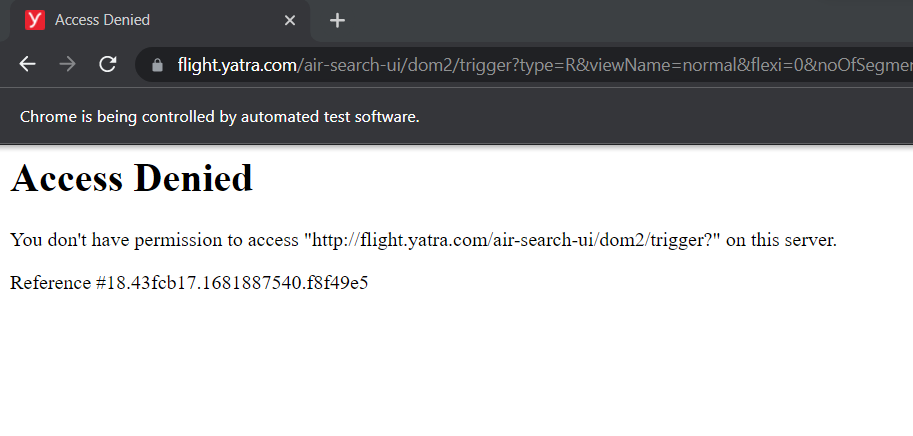 Access Denied
flight.yatra.com/air-search-ui/dom2/trigger?type=R&viewName=normal&flexi=0&noOfSegme
Chrome is being controlled by automated test software.
Access Denied
You don't have permission to access "http://flight.yatra.com/air-search-ui/dom2/trigger?" on this server.
Reference #18.43fcb17.1681887540.f8f49e5